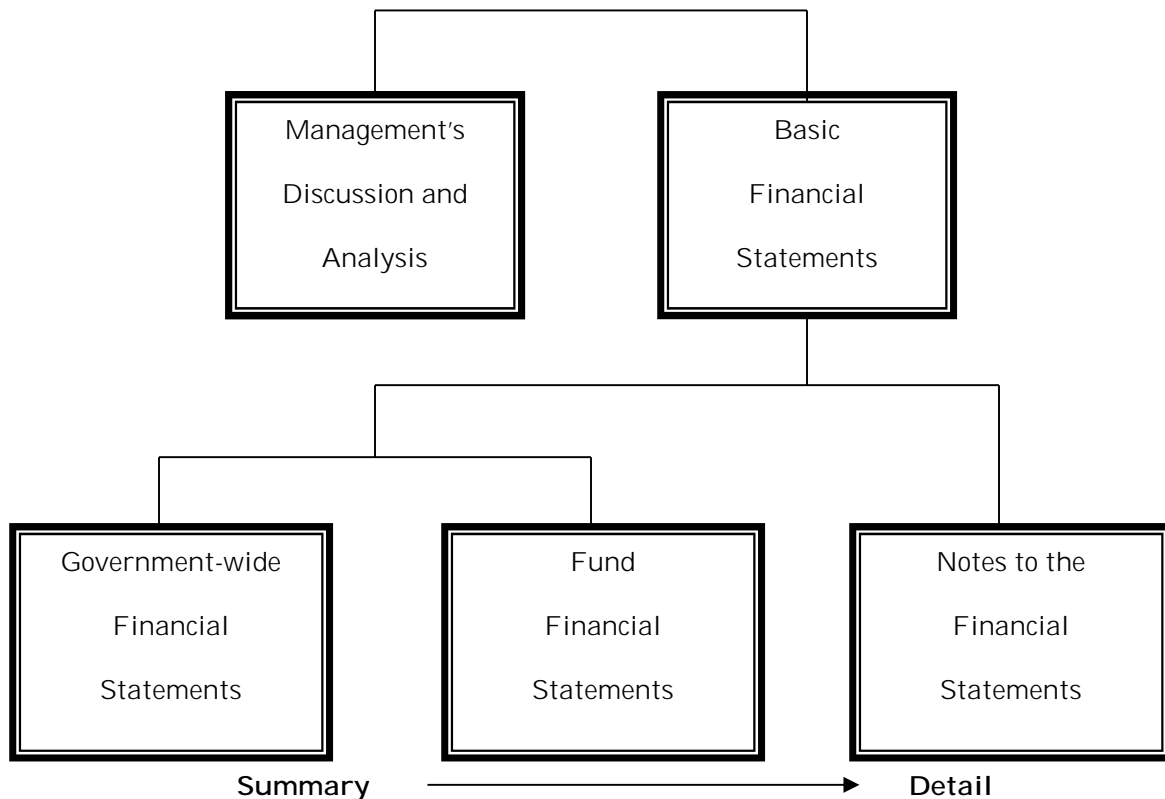 Management's
Discussion and
Analysis
Basic
Financial
Statements
Government-wide
Financial
Statements
Fund
Financial
Statements
Notes to the
Financial
Statements
Summary
Detail